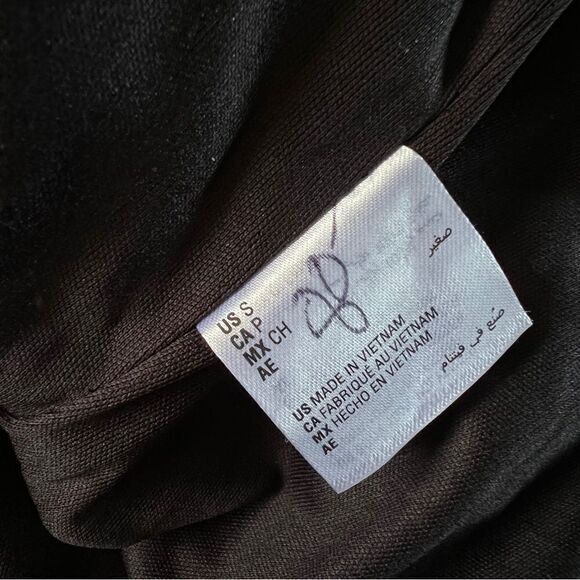 US S
CA P
MX CH
AE صغير
US MADE IN VIETNAM
CA FABRIQUÉ AU VIETNAM
MX HECHO EN VIETNAM
AE صنع في فيتنام